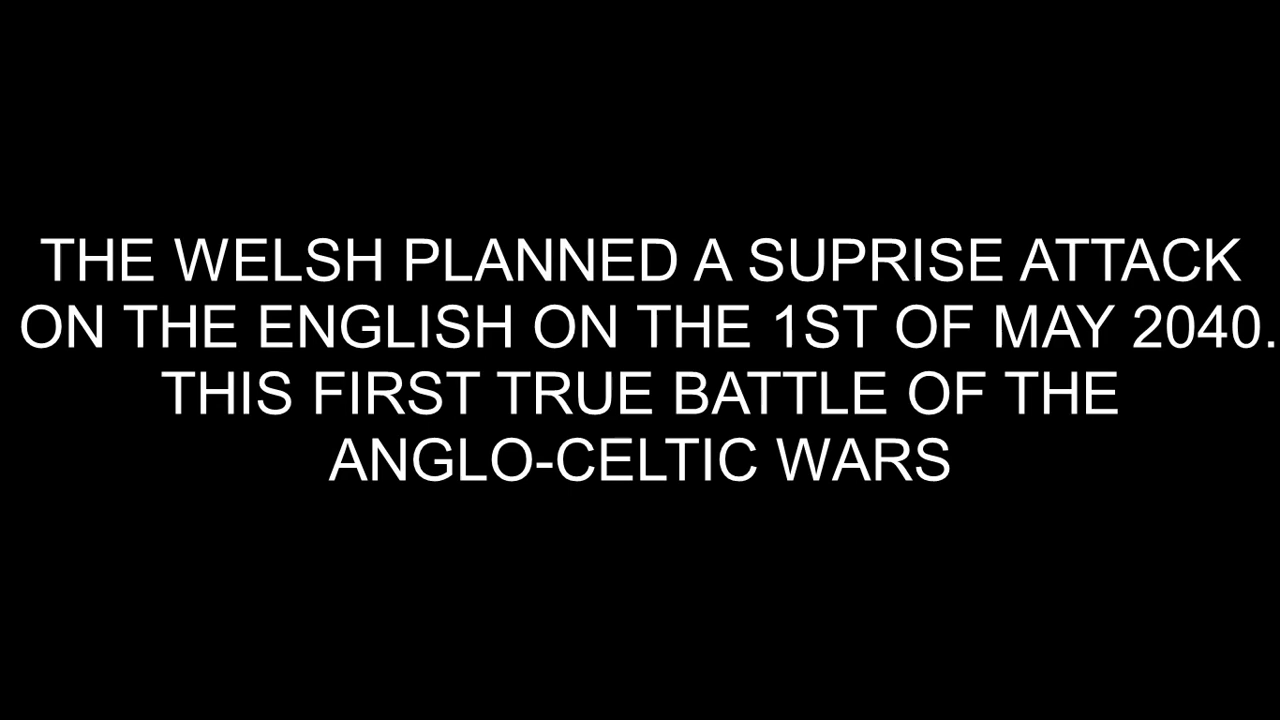 THE WELSH PLANNED A SUPRISE ATTACK
ON THE ENGLISH ON THE 1ST OF MAY 2040.
THIS FIRST TRUE BATTLE OF THE
ANGLO-CELTIC WARS